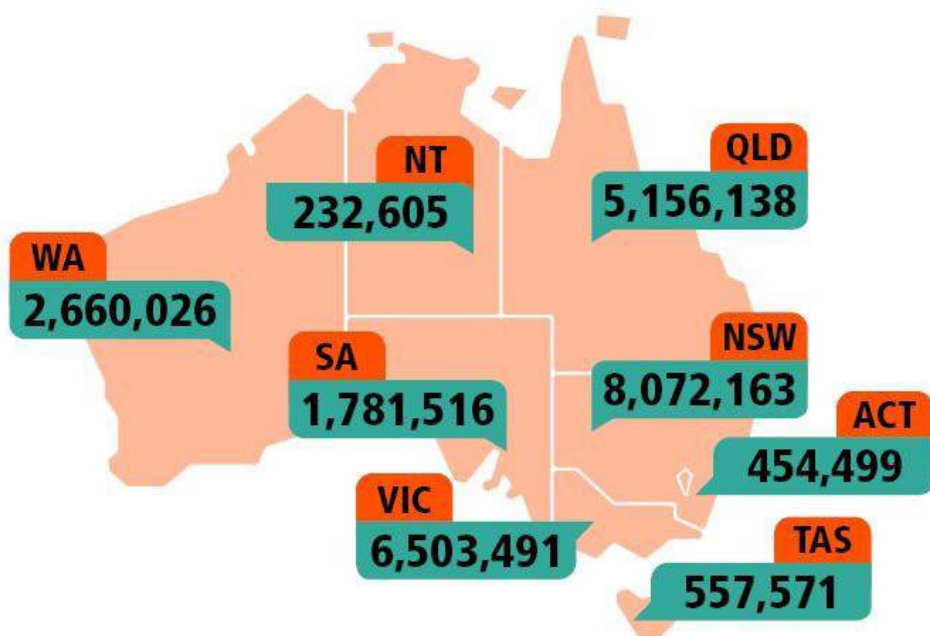 NT
232,605
QLD
5,156,138
WA
2,660,026
SA
1,781,516
NSW
8,072,163
ACT
454,499
VIC
6,503,491
TAS
557,571